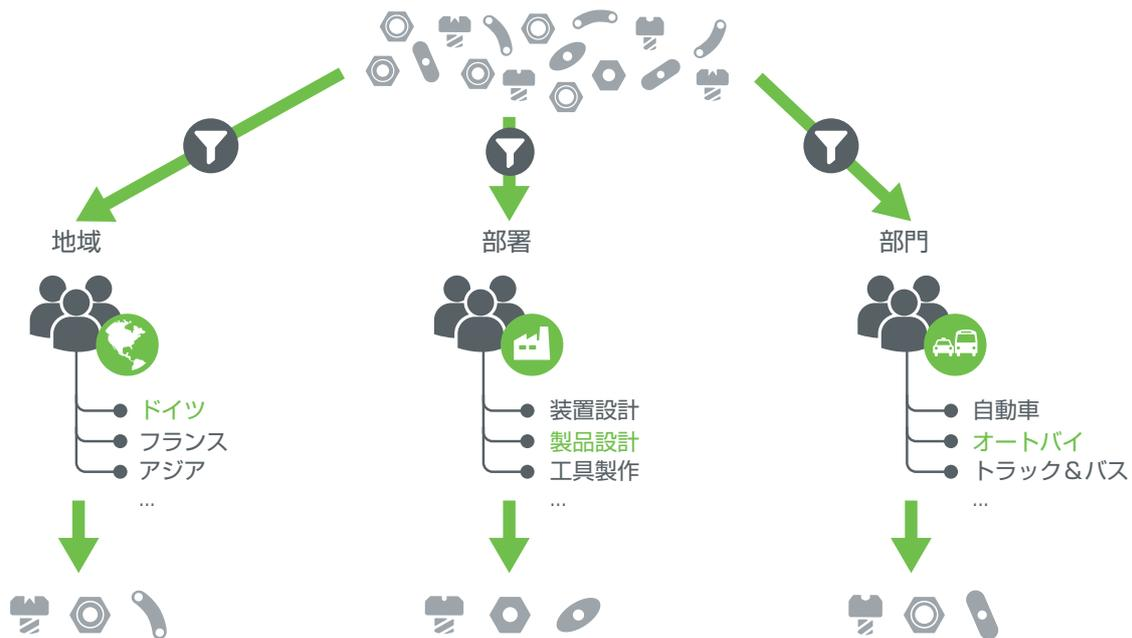 地域
部署
部門
ドイツ
フランス
アジア
...
装置設計
製品設計
工具製作
...
自動車
オートバイ
トラック＆バス
...